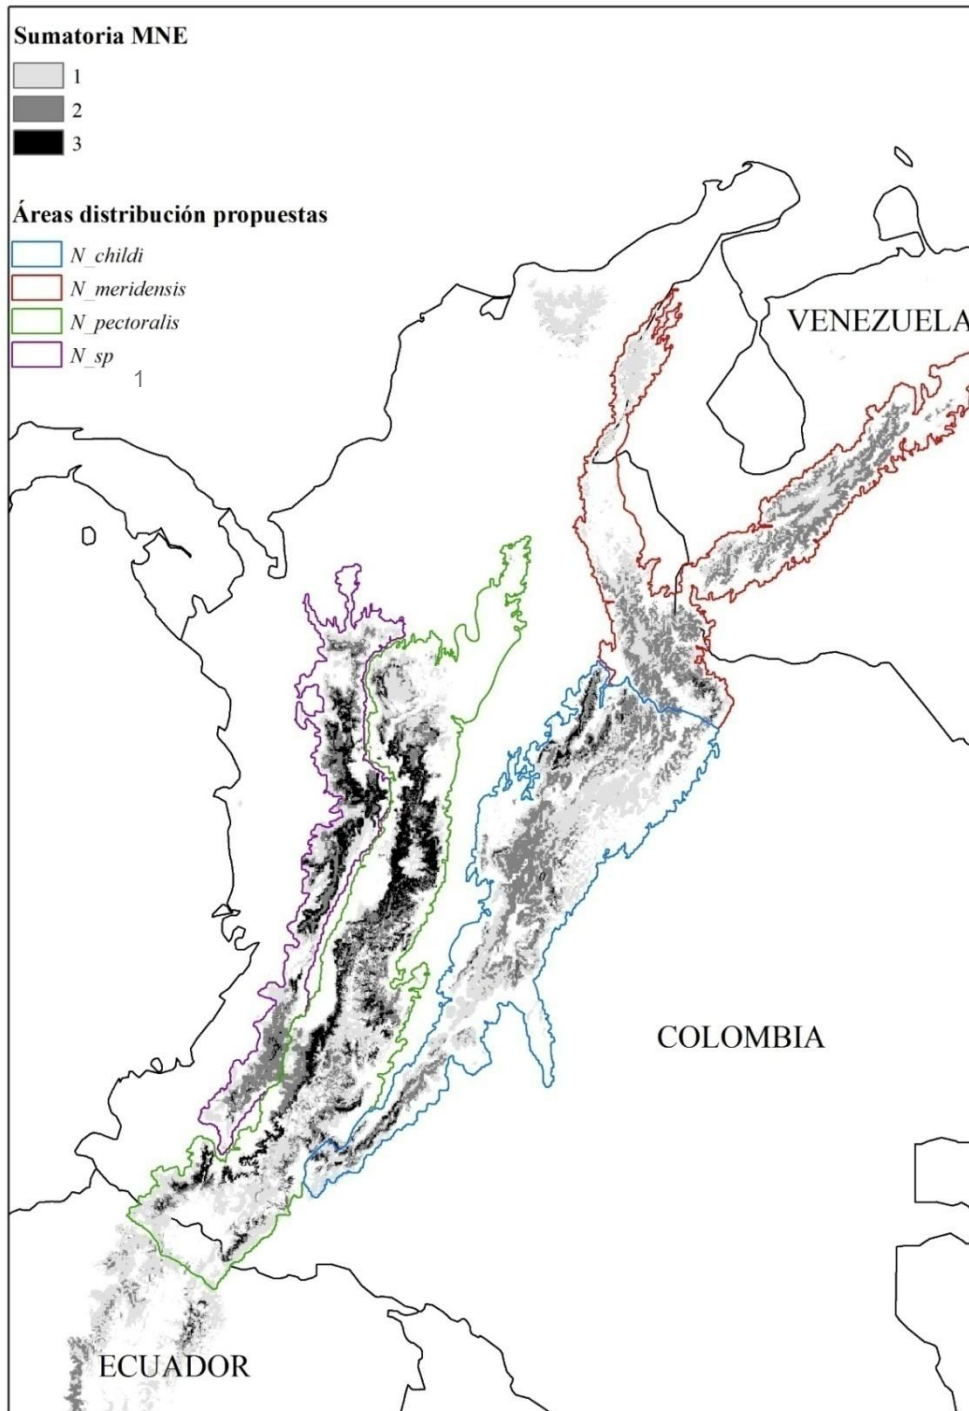 Sumatoria MNE
1
2
3
Áreas distribución propuestas
N_childi
N_meridensis
N_pectoralis
N_sp
1
VENEZUELA
COLOMBIA
ECUADOR